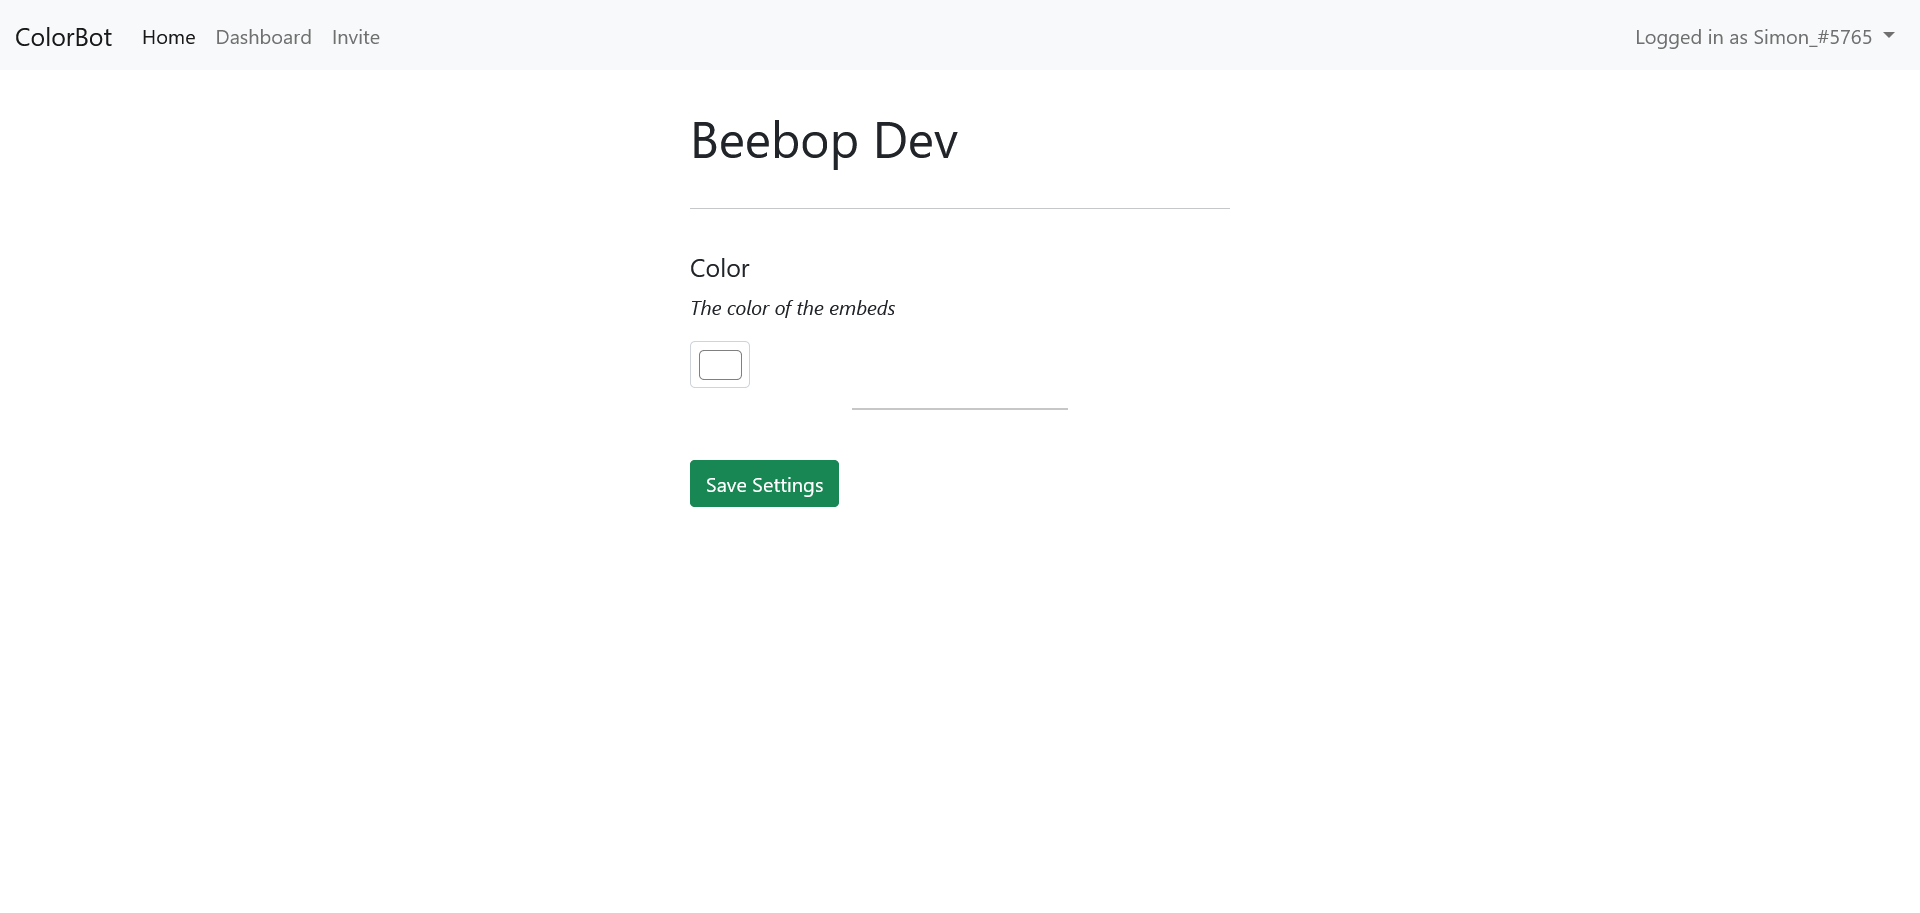 ColorBot Home Dashboard Invite Logged in as Simon_#5765
Beebop Dev
Color
The color of the embeds
Save Settings